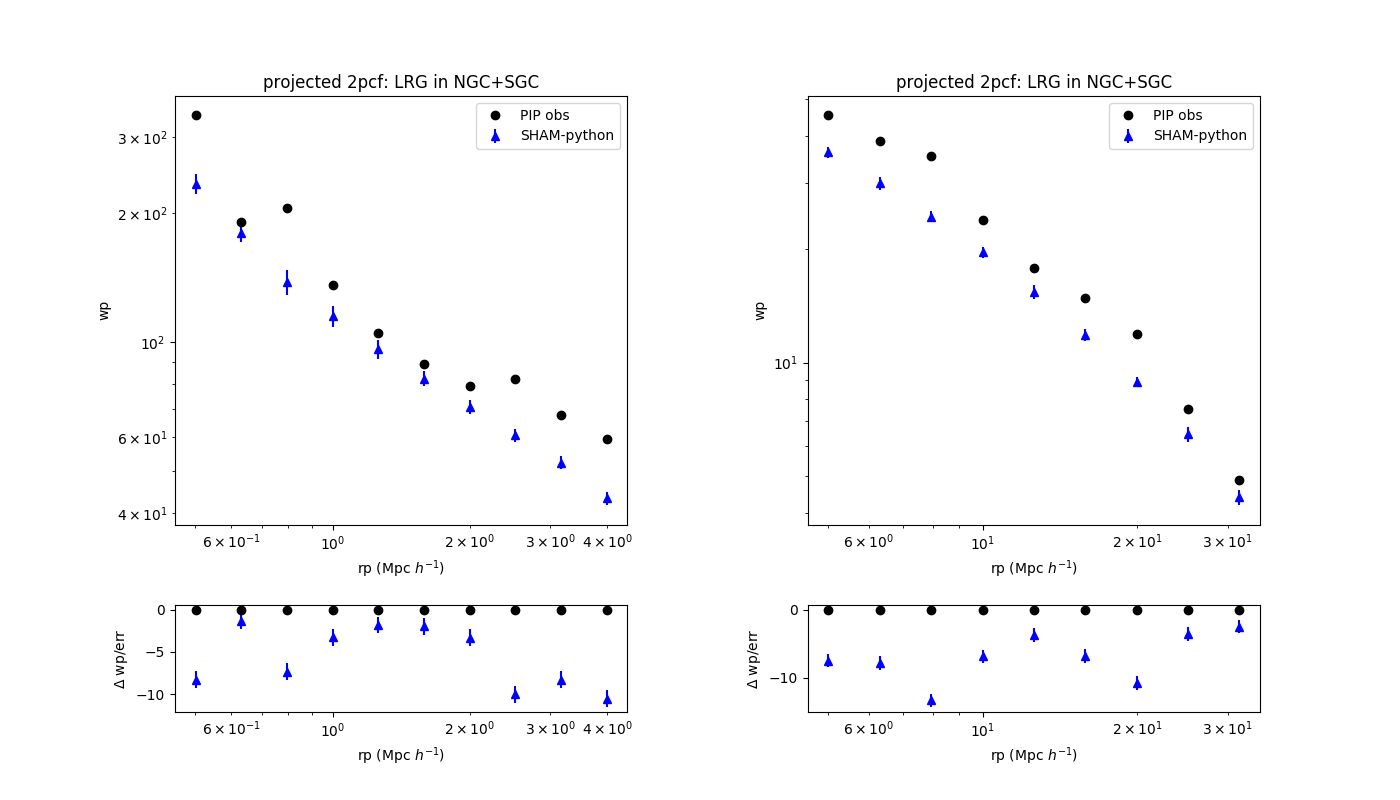 projected 2pcf: LRG in NGC+SGC
PIP obs
SHAM-python
3 × 10²
2 × 10²
10²
6 × 10¹
4 × 10¹
wp
6 × 10⁻¹ 10⁰ 2 × 10⁰ 3 × 10⁰ 4 × 10⁰
rp (Mpc h⁻¹)
0
−5
−10
Δ wp/err
6 × 10⁻¹ 10⁰ 2 × 10⁰ 3 × 10⁰ 4 × 10⁰
rp (Mpc h⁻¹)
projected 2pcf: LRG in NGC+SGC
PIP obs
SHAM-python
10¹
wp
6 × 10⁰ 10¹ 2 × 10¹ 3 × 10¹
rp (Mpc h⁻¹)
0
−10
Δ wp/err
6 × 10⁰ 10¹ 2 × 10¹ 3 × 10¹
rp (Mpc h⁻¹)